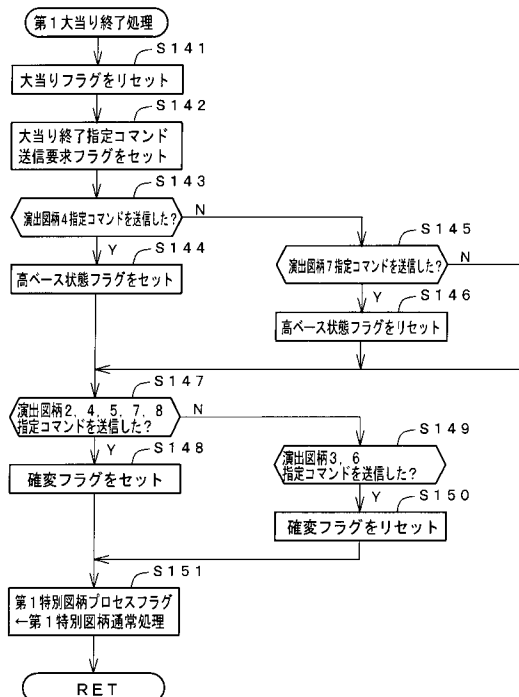 第1大当り終了処理
S141
大当りフラグをリセット
S142
大当り終了指定コマンド
送信要求フラグをセット
S143
演出図柄4指定コマンドを送信した?
N
Y
S144
高ベース状態フラグをセット
S145
演出図柄7指定コマンドを送信した?
N
Y
S146
高ベース状態フラグをリセット
S147
演出図柄2,4,5,7,8
指定コマンドを送信した?
N
Y
S148
確変フラグをセット
S149
演出図柄3,6
指定コマンドを送信した?
Y
S150
確変フラグをリセット
S151
第1特別図柄プロセスフラグ
←第1特別図柄通常処理
RET